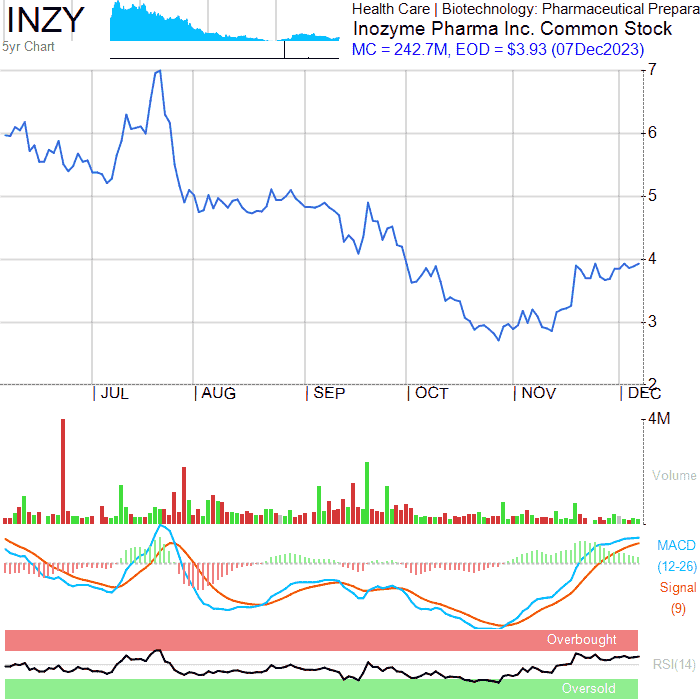 INZY
5yr Chart
Health Care | Biotechnology: Pharmaceutical Prepara
Inozyme Pharma Inc. Common Stock
MC = 242.7M, EOD = $3.93 (07Dec2023)
7
6
5
4
3
2
JUL AUG SEP OCT NOV DEC
4M
Volume
MACD
(12-26)
Signal
(9)
Overbought
RSI(14)
Oversold